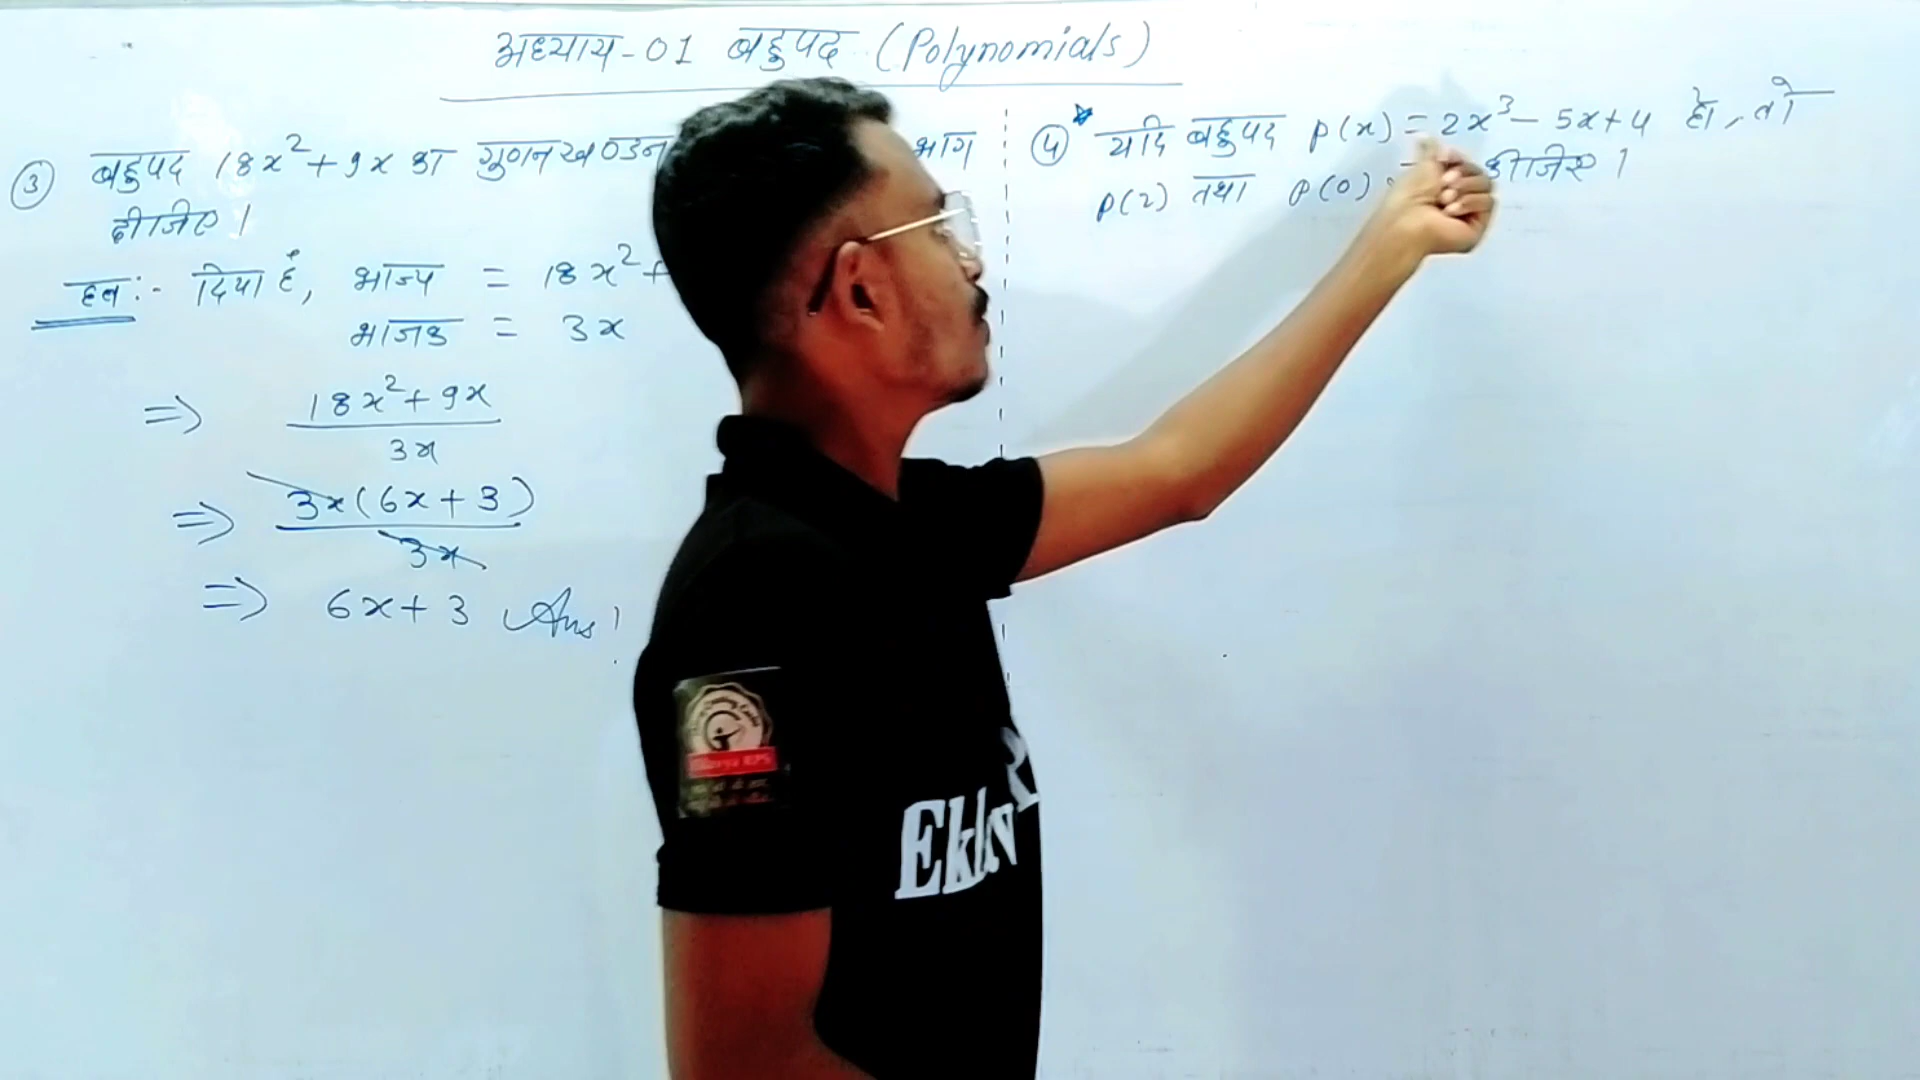 अध्याय-01 बहुपद (Polynomials)
③ बहुपद 18x²+9x का गुणनखण्डन भाग
दीजिए।
हल:- दिया है, भाज्य = 18x²+
भाजक = 3x
=> 18x²+9x
3x
=> 3x(6x+3)
3x
=> 6x+3 Ans।
④ यदि बहुपद p(x)=2x³-5x+4 हो, तो
p(2) तथा p(0) कीजिए।
Ekla